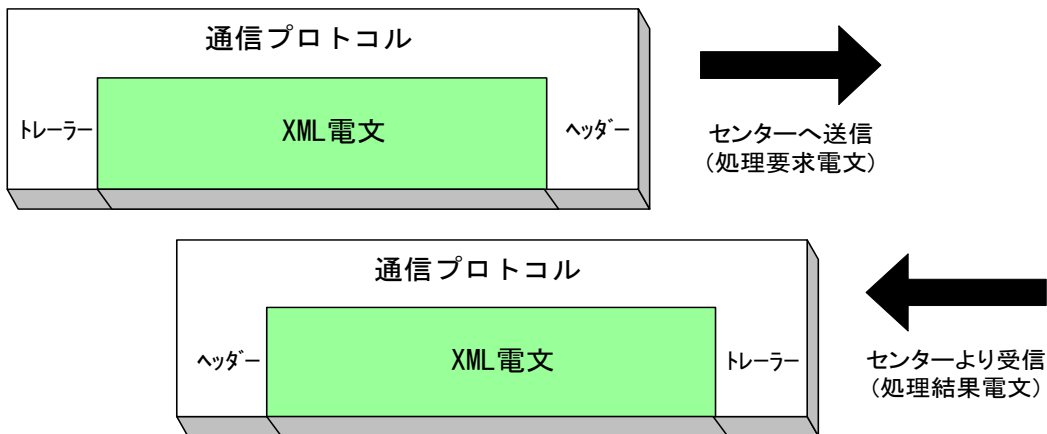 通信プロトコル
ﾄﾚｰﾗｰ
XML電文
ﾍｯﾀﾞｰ
センターへ送信
(処理要求電文)
通信プロトコル
ﾍｯﾀﾞｰ
XML電文
ﾄﾚｰﾗｰ
センターより受信
(処理結果電文)